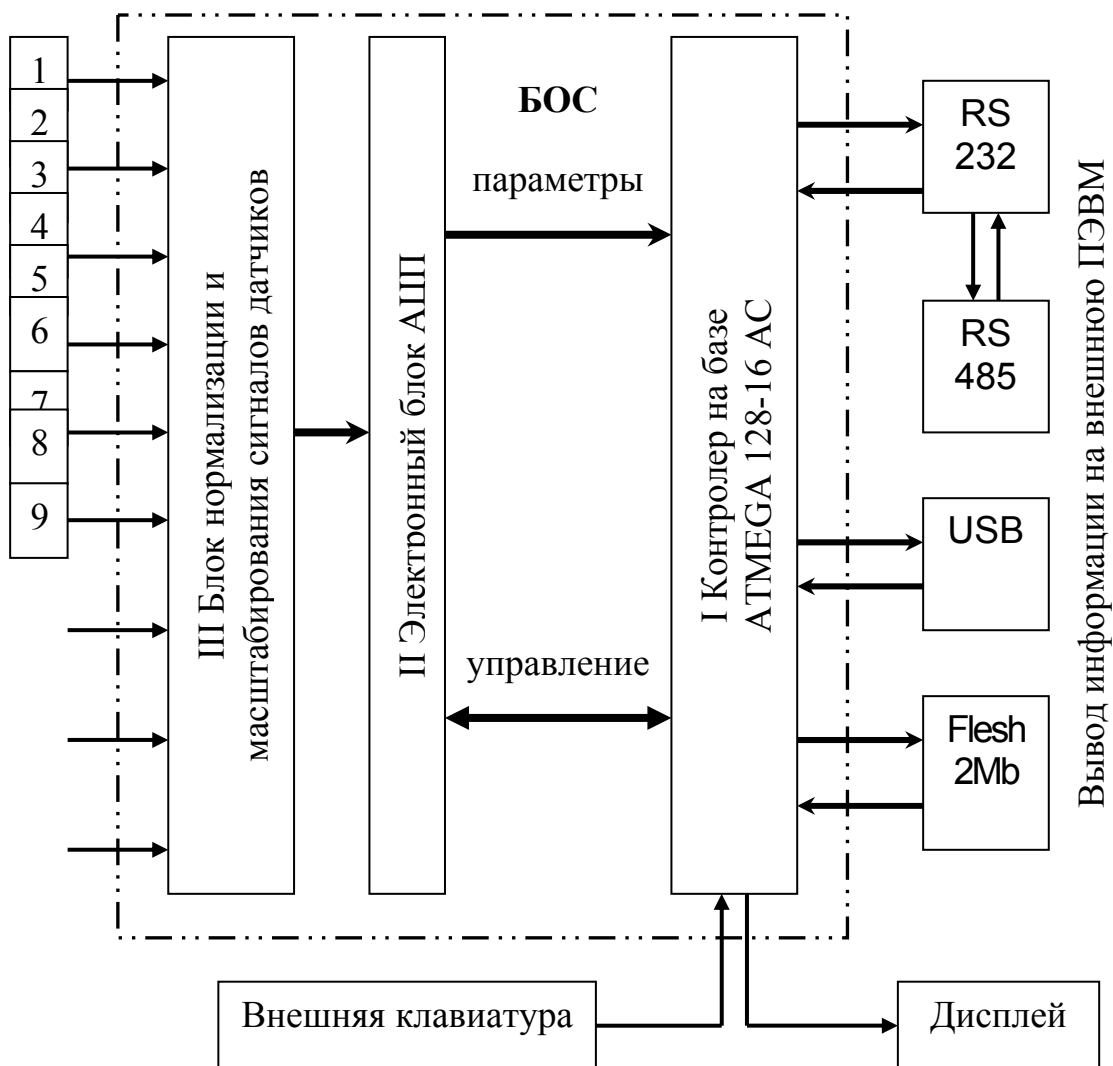 1
2
3
4
5
6
7
8
9
III Блок нормализации и
масштабирования сигналов датчиков
II Электронный блок АПП
БОС
параметры
управление
I Контролер на базе
ATMEGA 128-16 AC
RS
232
RS
485
USB
Flesh
2Mb
Вывод информации на внешнюю ПЭВМ
Внешняя клавиатура
Дисплей